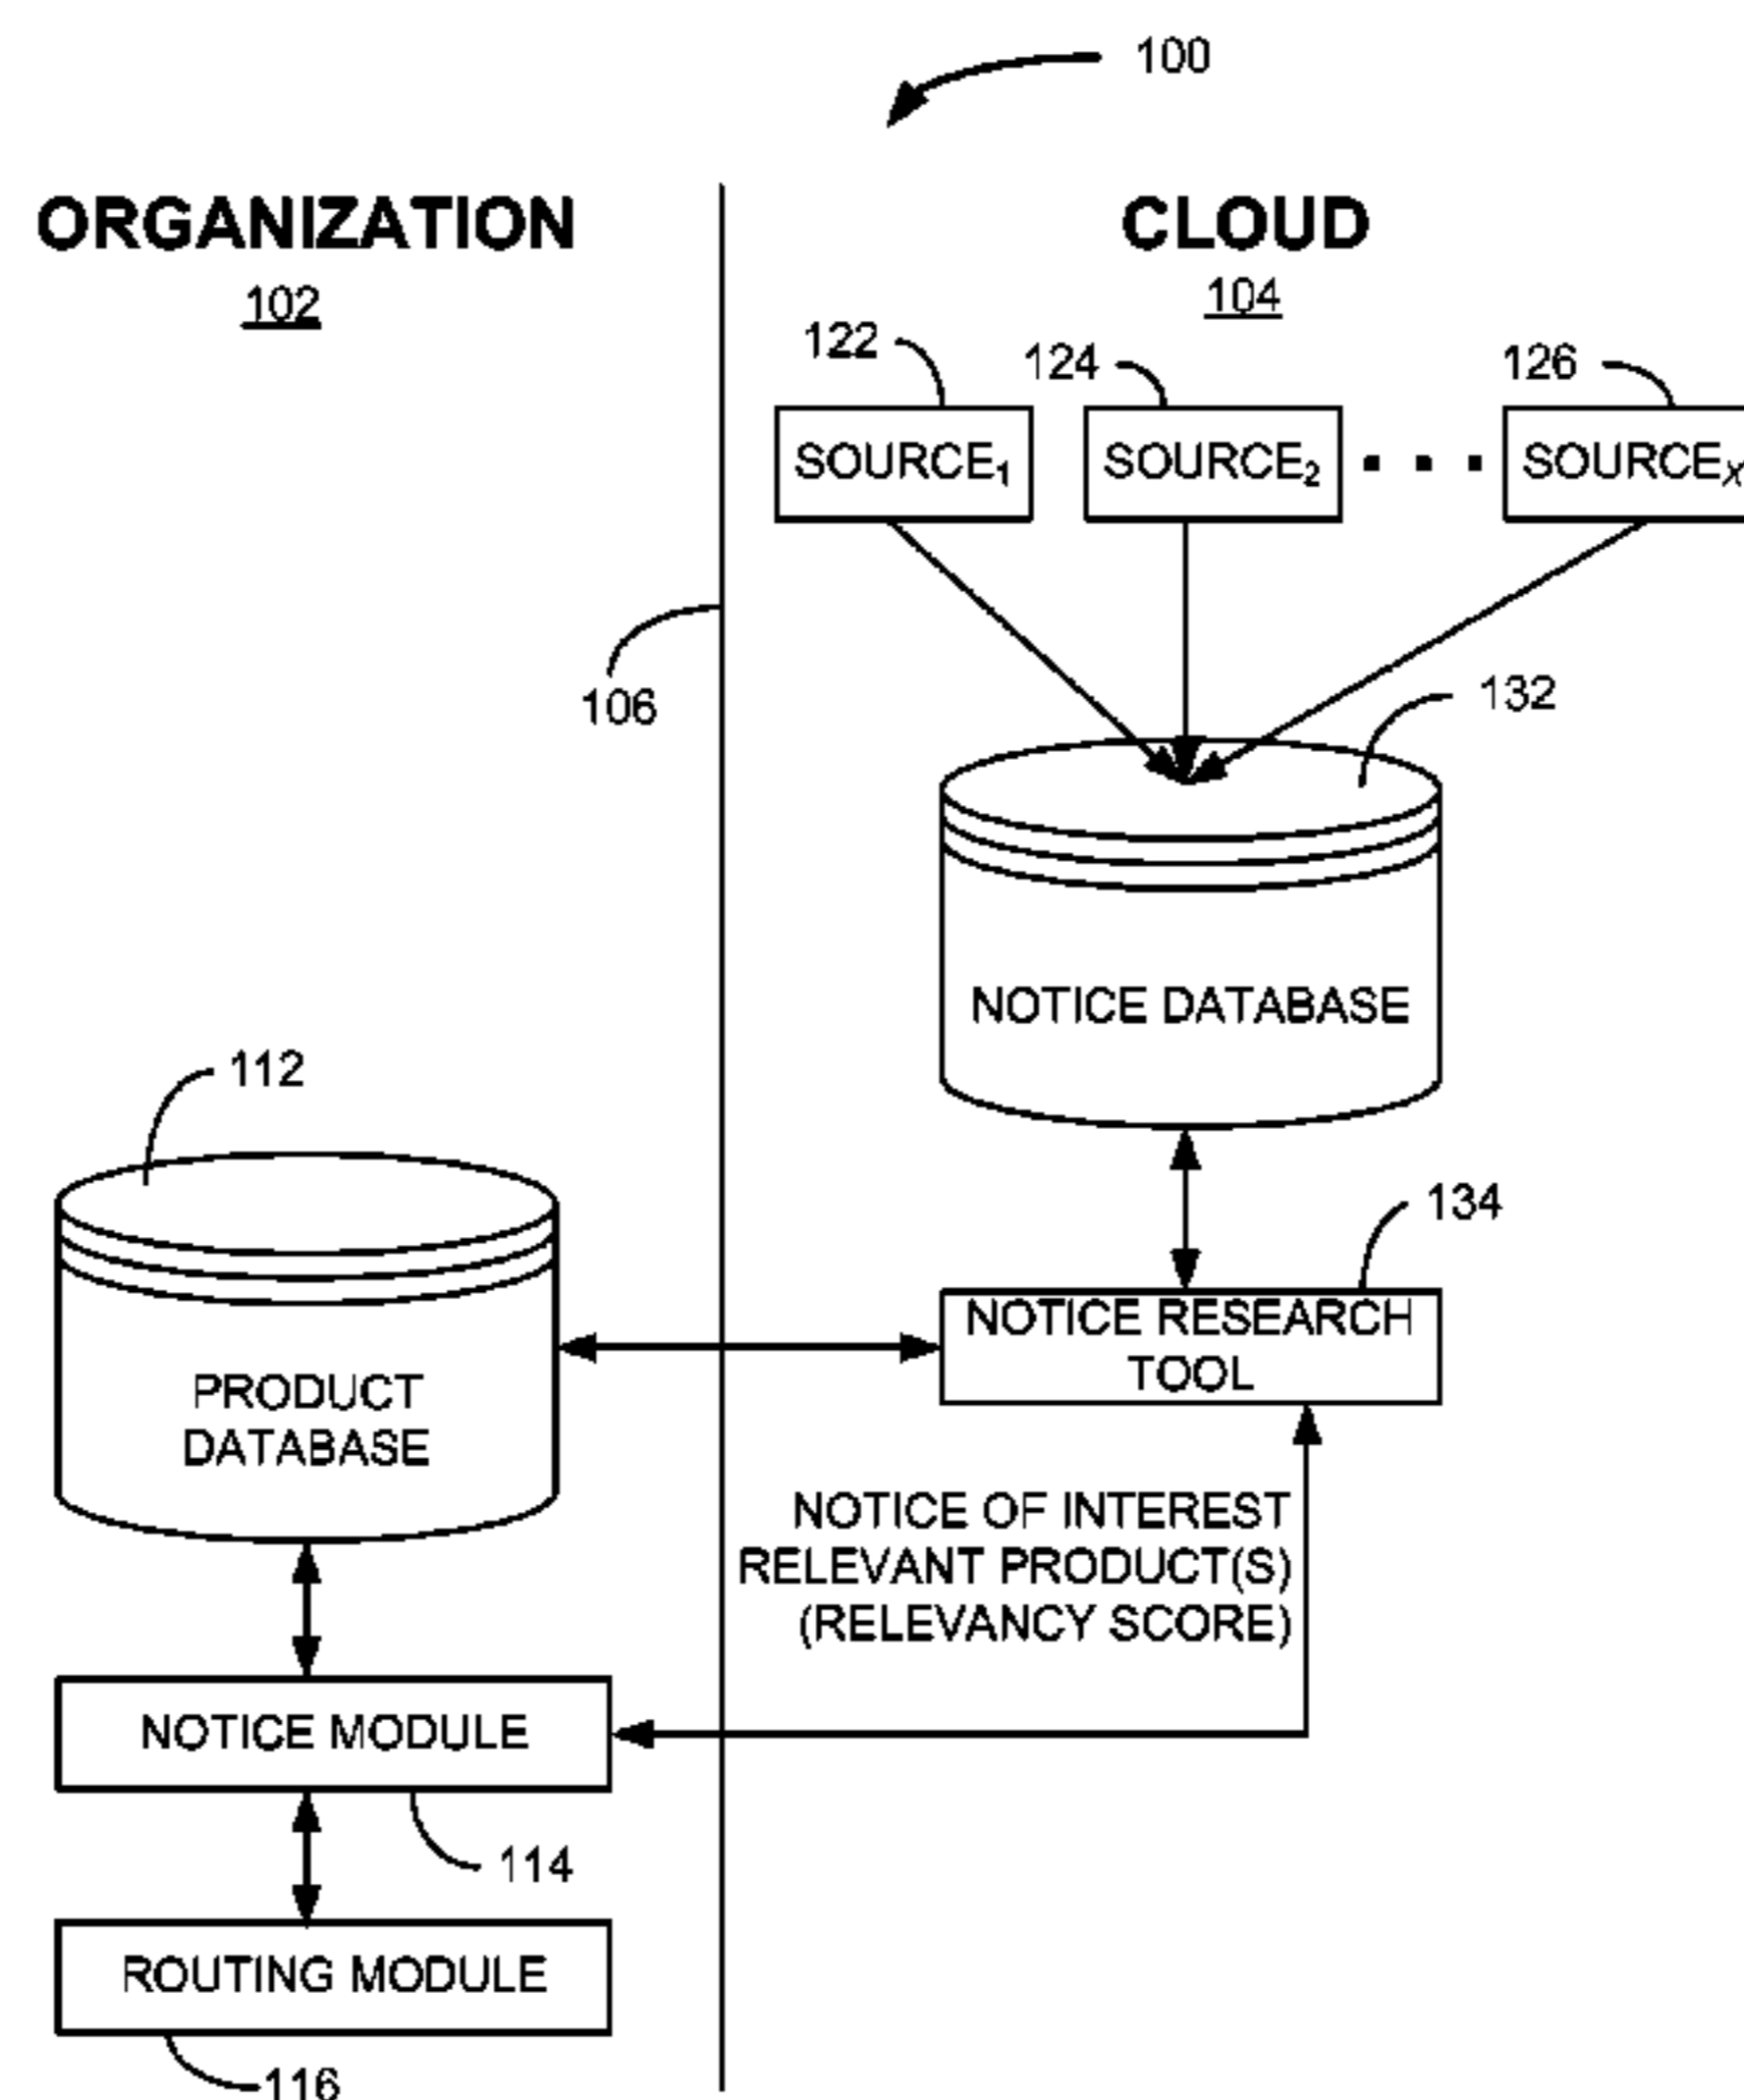 100
ORGANIZATION
CLOUD
102
104
122
124
126
SOURCE1
SOURCE2
SOURCEX
106
132
NOTICE DATABASE
112
134
NOTICE RESEARCH
TOOL
PRODUCT
DATABASE
NOTICE OF INTEREST
RELEVANT PRODUCT(S)
(RELEVANCY SCORE)
NOTICE MODULE
114
ROUTING MODULE
116